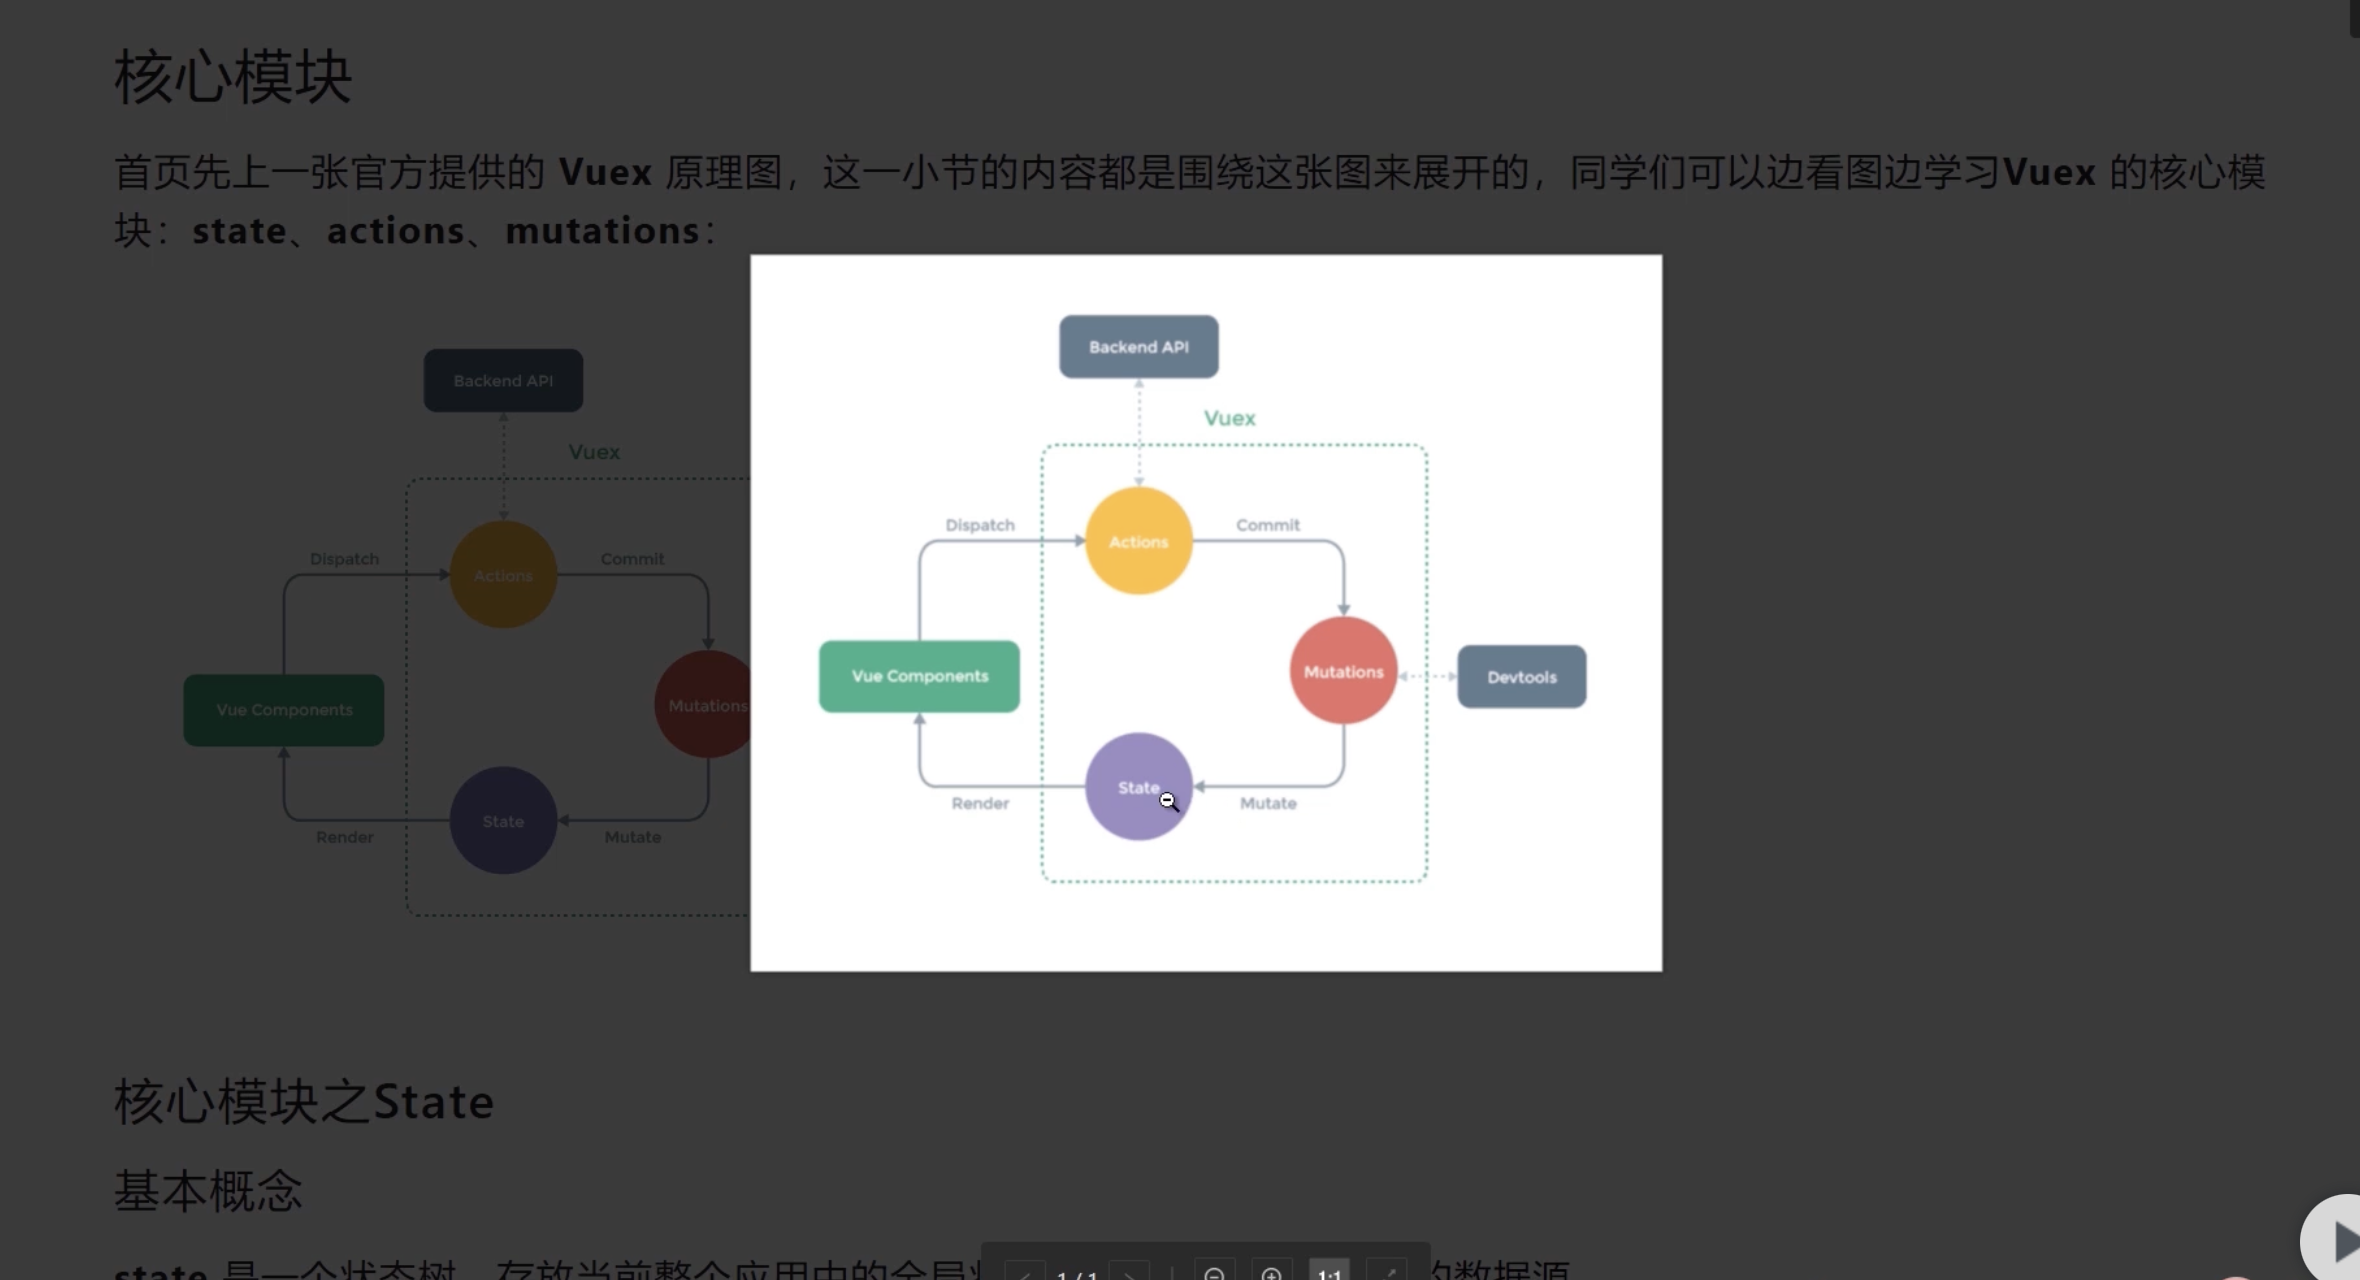 核心模块
首页先上一张官方提供的 Vuex 原理图，这一小节的内容都是围绕这张图来展开的，同学们可以边看图边学习Vuex 的核心模
块：state、actions、mutations：
Backend API
Vuex
Dispatch
Actions
Commit
Vue Components
Mutations
Render
State
Mutate
Backend API
Vuex
Dispatch
Actions
Commit
Vue Components
Mutations
Devtools
Render
State
Mutate
核心模块之State
基本概念
state 是一个状态树，存放当前整个应用中的全局 的数据源
1 / 1
1:1